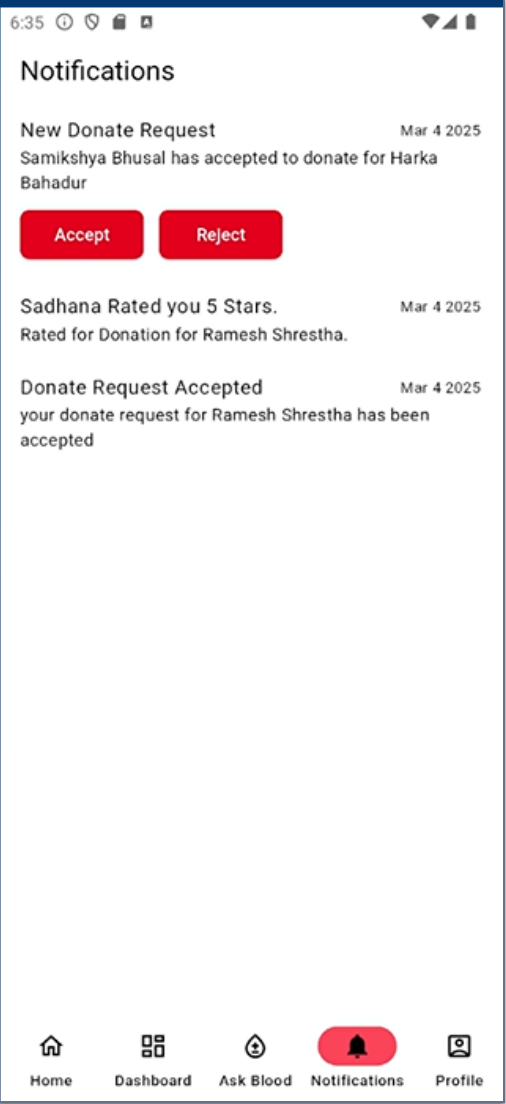 6:35
Notifications
New Donate Request
Mar 4 2025
Samikshya Bhusal has accepted to donate for Harka
Bahadur
Accept
Reject
Sadhana Rated you 5 Stars.
Mar 4 2025
Rated for Donation for Ramesh Shrestha.
Donate Request Accepted
Mar 4 2025
your donate request for Ramesh Shrestha has been
accepted
Home
Dashboard
Ask Blood
Notifications
Profile